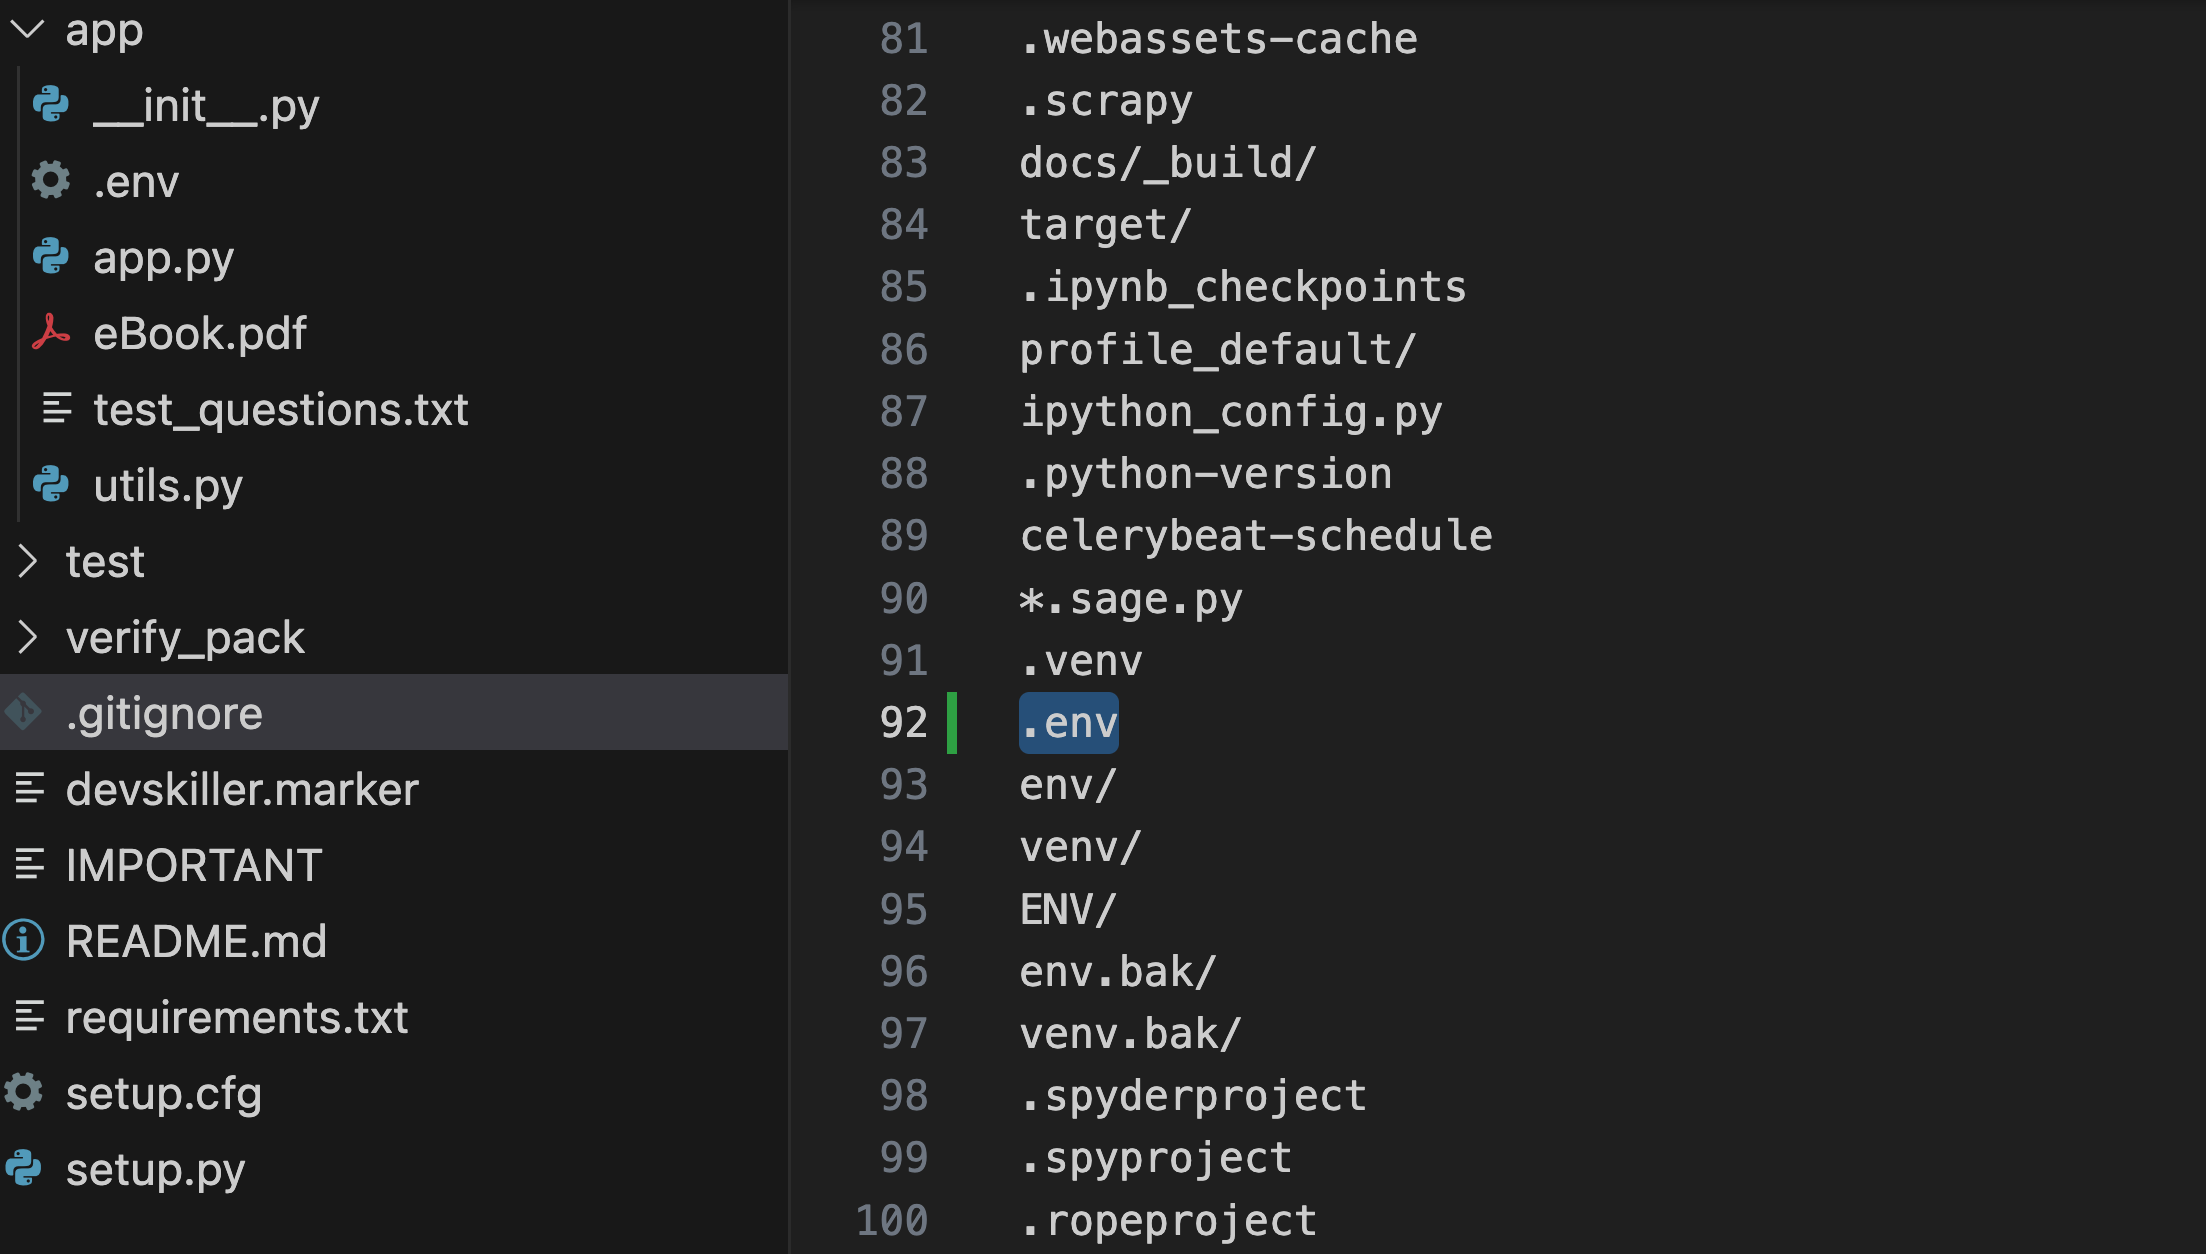 app
__init__.py
.env
app.py
eBook.pdf
test_questions.txt
utils.py
test
verify_pack
.gitignore
devskiller.marker
IMPORTANT
README.md
requirements.txt
setup.cfg
setup.py
81 .webassets-cache
82 .scrapy
83 docs/_build/
84 target/
85 .ipynb_checkpoints
86 profile_default/
87 ipython_config.py
88 .python-version
89 celerybeat-schedule
90 *.sage.py
91 .venv
92 .env
93 env/
94 venv/
95 ENV/
96 env.bak/
97 venv.bak/
98 .spyderproject
99 .spyproject
100 .ropeproject